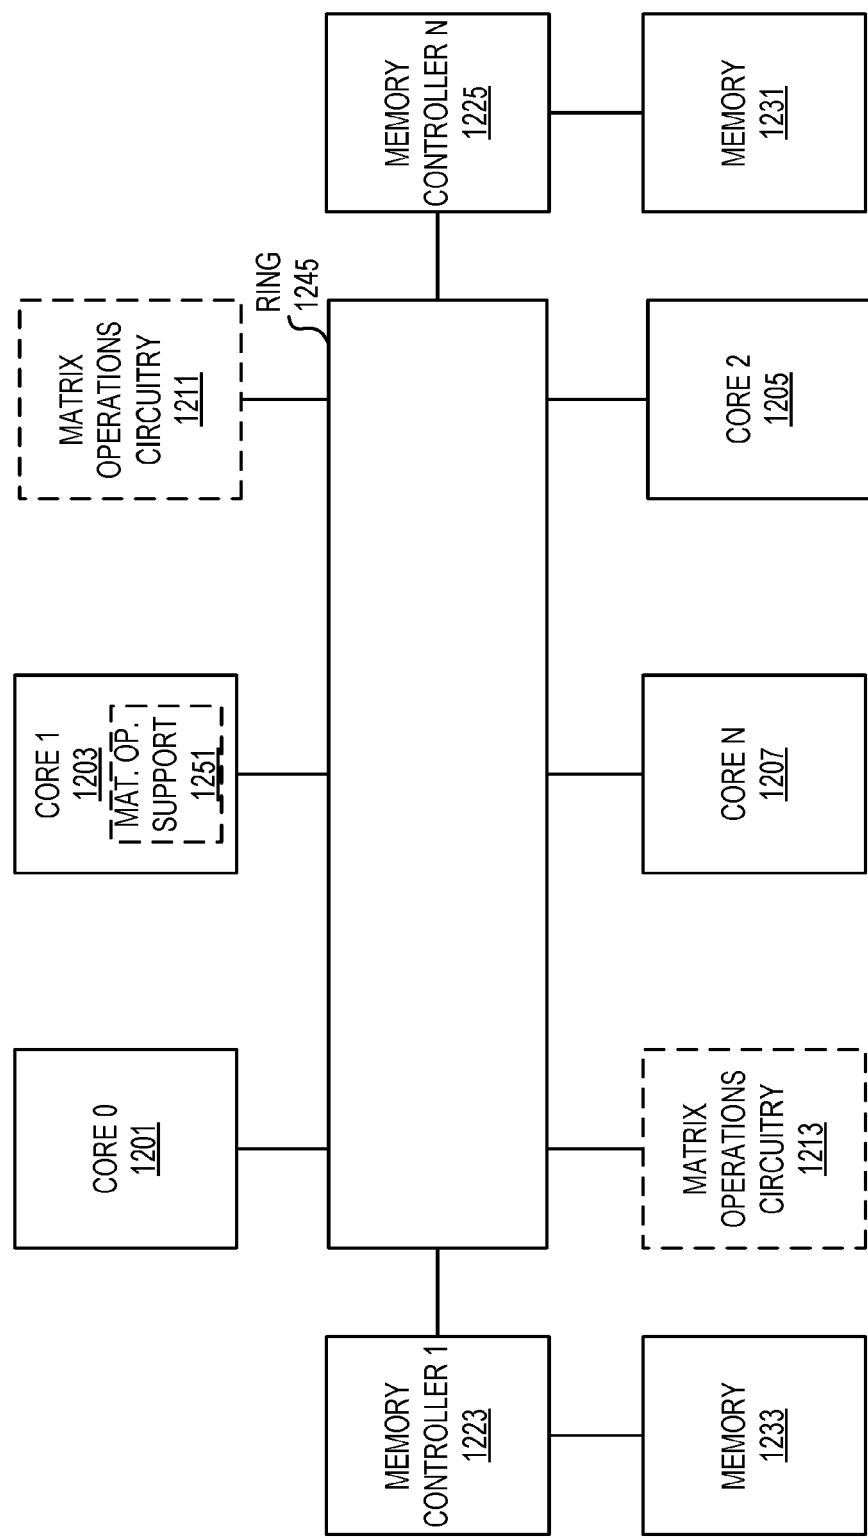 CORE 0
1201
CORE 1
1203
MAT. OP.
SUPPORT
1251
MATRIX
OPERATIONS
CIRCUITRY
1211
RING
1245
MEMORY
CONTROLLER 1
1223
MEMORY
CONTROLLER N
1225
MEMORY
1233
MATRIX
OPERATIONS
CIRCUITRY
1213
CORE N
1207
CORE 2
1205
MEMORY
1231